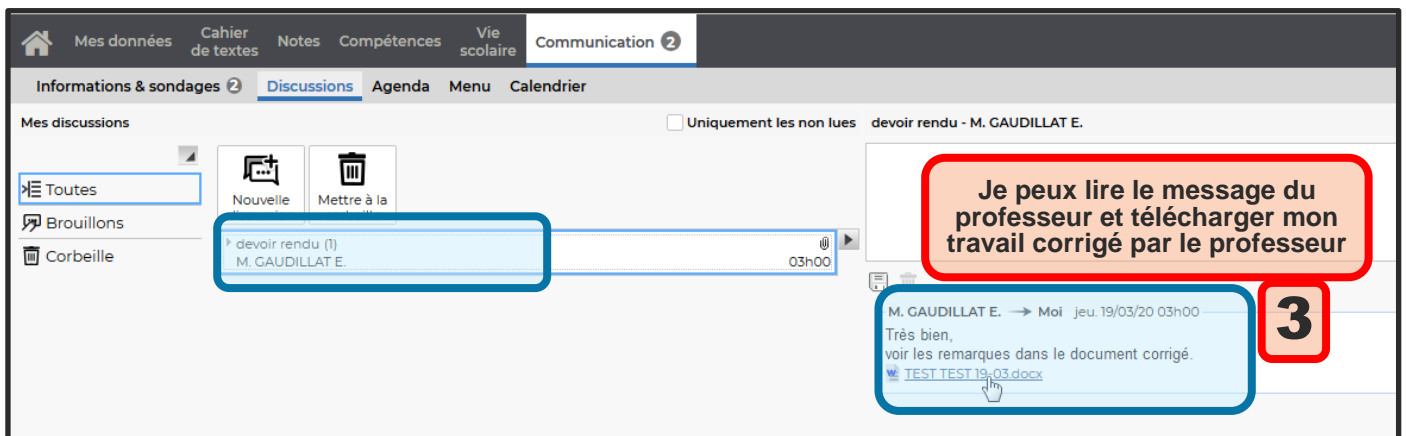 Mes données
Cahier
de textes
Notes
Compétences
Vie
scolaire
Communication 2
Informations & sondages 2 Discussions Agenda Menu Calendrier
Mes discussions
Uniquement les non lues
devoir rendu - M. GAUDILLAT E.
Toutes
Brouillons
Corbeille
Nouvelle
Mettre à la
devoir rendu (1)
M. GAUDILLAT E.
03h00
Je peux lire le message du
professeur et télécharger mon
travail corrigé par le professeur
3
M. GAUDILLAT E. → Moi jeu. 19/03/20 03h00
Très bien,
voir les remarques dans le document corrigé.
TEST TEST 19-03.docx